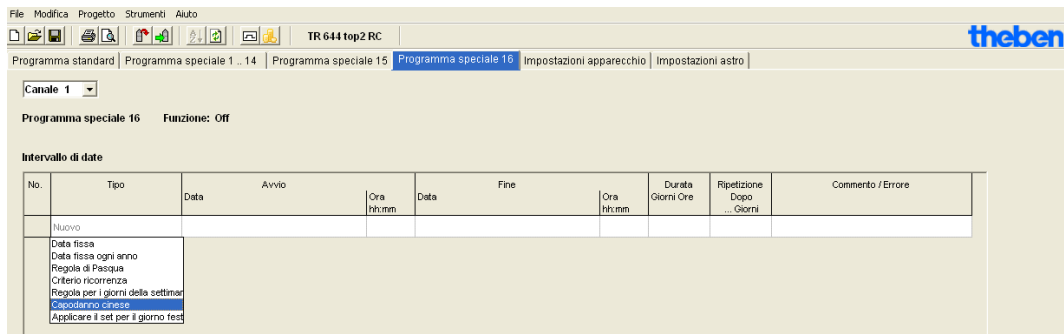 File Modifica Progetto Strumenti Aiuto
TR 644 top2 RC
theben
Programma standard Programma speciale 1 .. 14 Programma speciale 15 Programma speciale 16 Impostazioni apparecchio Impostazioni astro
Canale 1
Programma speciale 16 Funzione: Off
Intervallo di date
No. Tipo Avvio Fine Durata Ripetizione Commento / Errore
Data Ora Data Ora Giorni Ore Dopo
hh:mm hh:mm ... Giorni
Nuovo
Data fissa
Data fissa ogni anno
Regola di Pasqua
Criterio ricorrenza
Regola per i giorni della settimar
Capodanno cinese
Applicare il set per il giorno fest